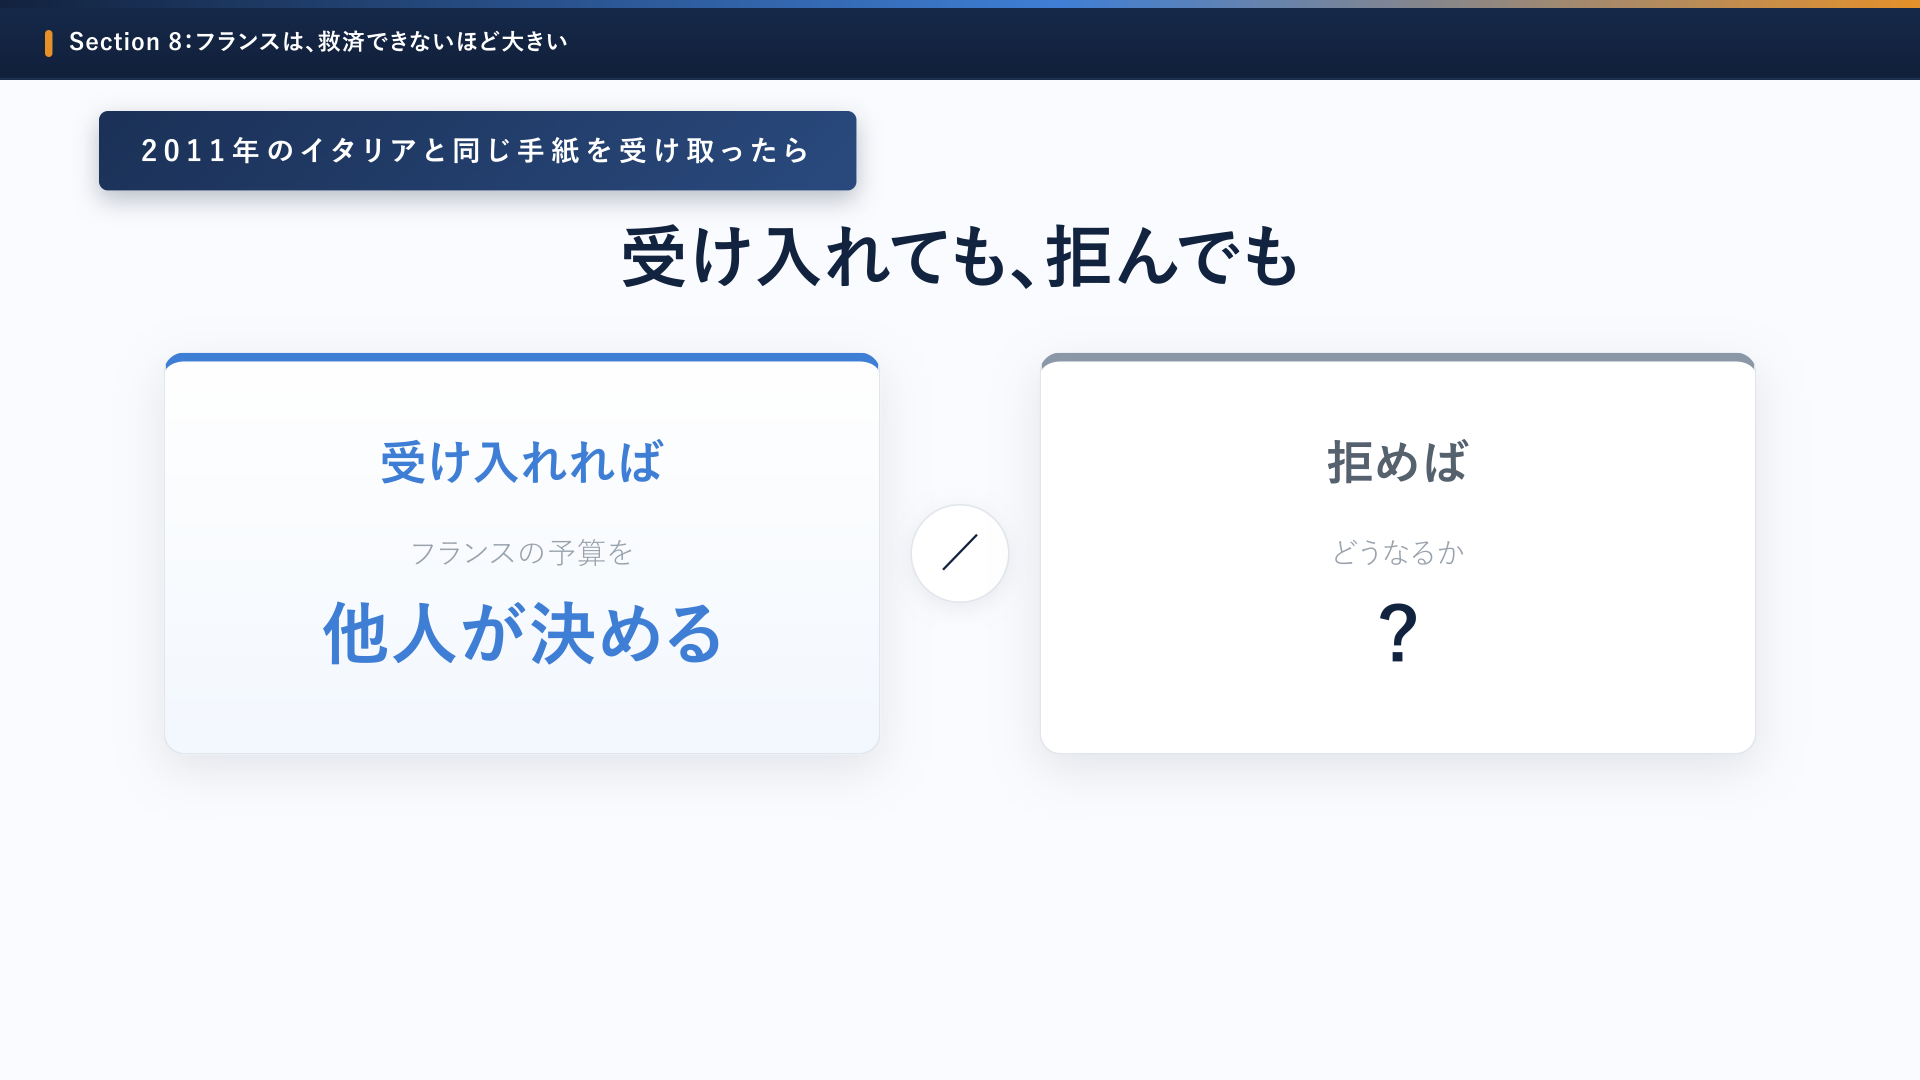 Section 8：フランスは、救済できないほど大きい
2011年のイタリアと同じ手紙を受け取ったら
受け入れても、拒んでも
受け入れれば
フランスの予算を
他人が決める
／
拒めば
どうなるか
？